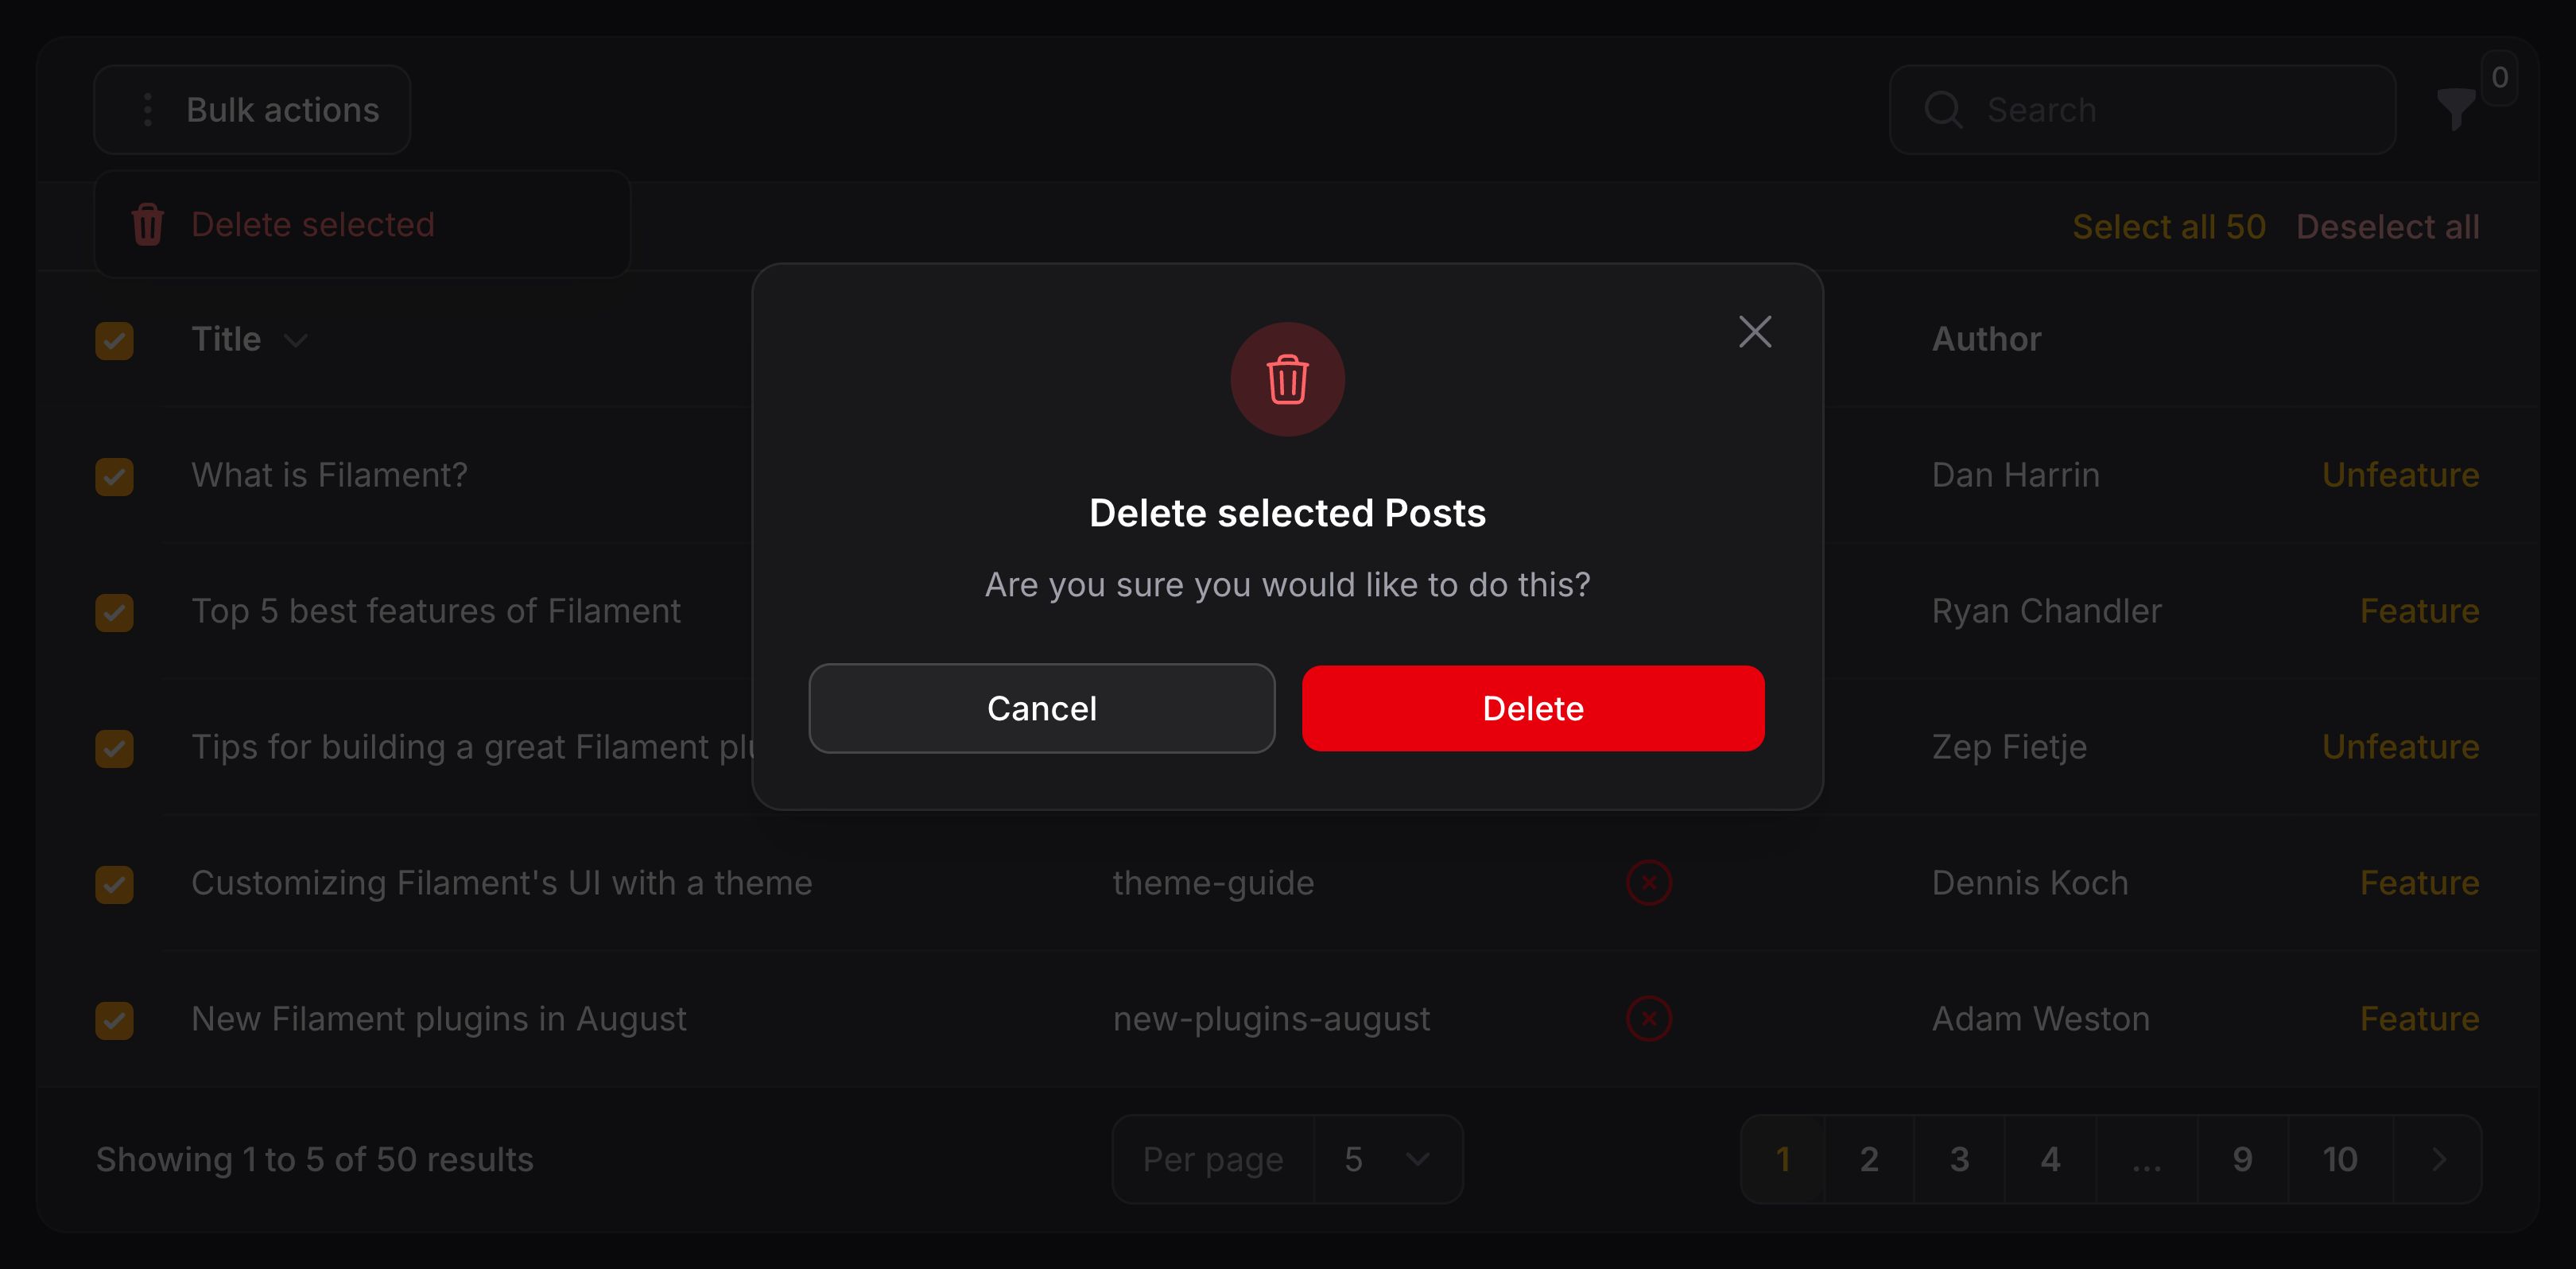 Bulk actions
Search
0
Delete selected
Select all 50 Deselect all
Title
Author
What is Filament?
Dan Harrin
Unfeature
Top 5 best features of Filament
Ryan Chandler
Feature
Tips for building a great Filament
Zep Fietje
Unfeature
Delete selected Posts
Are you sure you would like to do this?
Cancel
Delete
Customizing Filament's UI with a theme
theme-guide
Dennis Koch
Feature
New Filament plugins in August
new-plugins-august
Adam Weston
Feature
Showing 1 to 5 of 50 results
Per page 5
1 2 3 4 ... 9 10